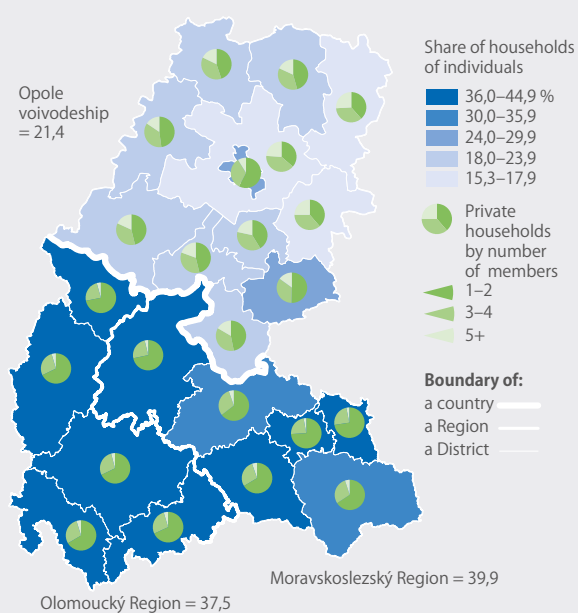 Opole
voivodeship
= 21,4
Share of households
of individuals
36,0–44,9 %
30,0–35,9
24,0–29,9
18,0–23,9
15,3–17,9
Private
households
by number
of members
1–2
3–4
5+
Boundary of:
a country
a Region
a District
Moravskoslezský Region = 39,9
Olomoucký Region = 37,5